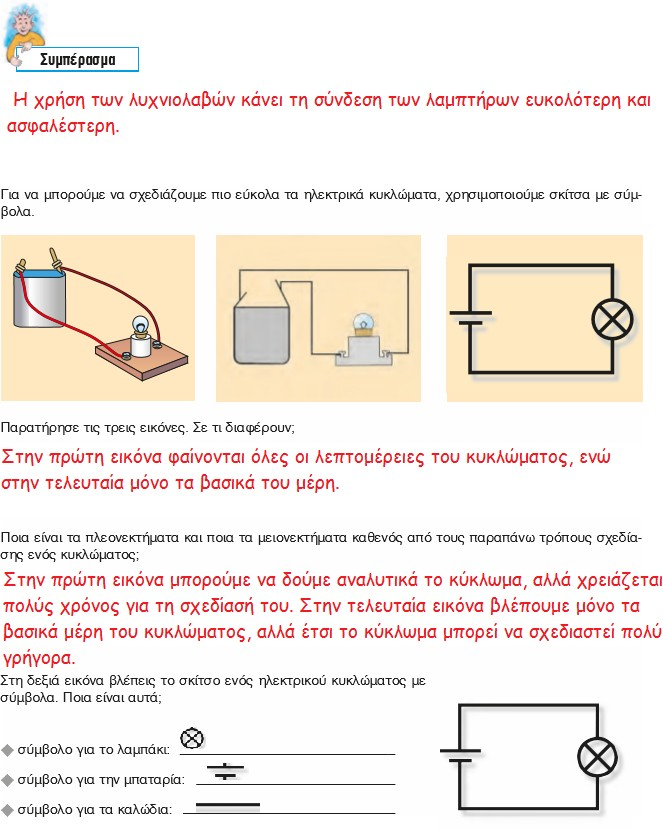 Συμπέρασμα
Η χρήση των λυχνιολαβών κάνει τη σύνδεση των λαμπτήρων ευκολότερη και
ασφαλέστερη.
Για να μπορούμε να σχεδιάζουμε πιο εύκολα τα ηλεκτρικά κυκλώματα, χρησιμοποιούμε σκίτσα με σύμ-
βολα.
Παρατήρησε τις τρεις εικόνες. Σε τι διαφέρουν;
Στην πρώτη εικόνα φαίνονται όλες οι λεπτομέρειες του κυκλώματος, ενώ
στην τελευταία μόνο τα βασικά του μέρη.
Ποια είναι τα πλεονεκτήματα και ποια τα μειονεκτήματα καθενός από τους παραπάνω τρόπους σχεδία-
σης ενός κυκλώματος;
Στην πρώτη εικόνα μπορούμε να δούμε αναλυτικά το κύκλωμα, αλλά χρειάζεται
πολύς χρόνος για τη σχεδίασή του. Στην τελευταία εικόνα βλέπουμε μόνο τα
βασικά μέρη του κυκλώματος, αλλά έτσι το κύκλωμα μπορεί να σχεδιαστεί πολύ
γρήγορα.
Στη δεξιά εικόνα βλέπεις το σκίτσο ενός ηλεκτρικού κυκλώματος με
σύμβολα. Ποια είναι αυτά;
◆ σύμβολο για το λαμπάκι:
◆ σύμβολο για την μπαταρία:
◆ σύμβολο για τα καλώδια: